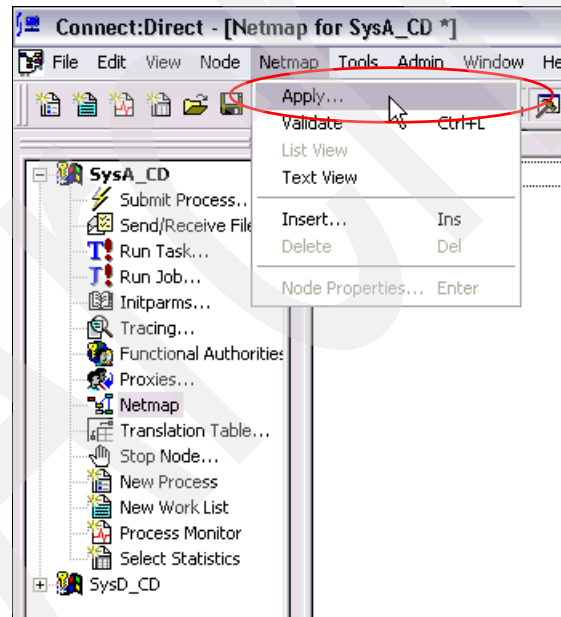 Connect:Direct - [Netmap for SysA_CD *]
File Edit View Node Netmap Tools Admin Window He
Apply...
Validate Ctrl+L
List View
Text View
Insert... Ins
Delete Del
Node Properties... Enter
SysA_CD
Submit Process..
Send/Receive File
Run Task...
Run Job...
Initparms...
Tracing...
Functional Authorities
Proxies...
Netmap
Translation Table...
Stop Node...
New Process
New Work List
Process Monitor
Select Statistics
SysD_CD